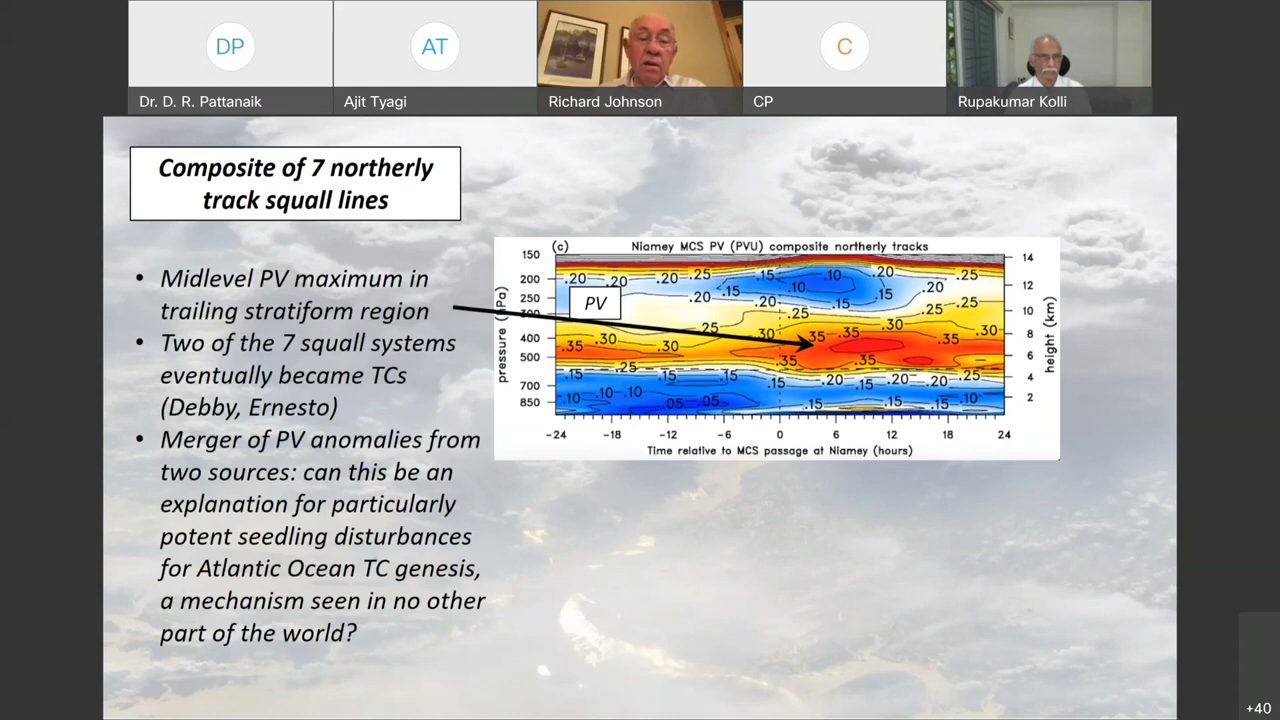 DP
AT
C
Dr. D. R. Pattanaik
Ajit Tyagi
Richard Johnson
CP
Rupakumar Kolli
Composite of 7 northerly
track squall lines
• Midlevel PV maximum in
trailing stratiform region
• Two of the 7 squall systems
eventually became TCs
(Debby, Ernesto)
• Merger of PV anomalies from
two sources: can this be an
explanation for particularly
potent seedling disturbances
for Atlantic Ocean TC genesis,
a mechanism seen in no other
part of the world?
(c) Niamey MCS PV (PVU) composite northerly tracks
PV
pressure
150
200
250
300
400
500
700
850
14
12
10
8
6
4
2
height (km)
.20 .20 .20 .25 .15 .10 .20 .25
.15 .10 .20
.20 .20 .15 .25
.25 .30 .25 .30 .30
.35 .30 .30 .35 .35 .35
.25 .35 .35
.15 .15 .15 .15 .20 .15 .20 .25
.10 .10 .10 .05 .05 .15 .15 .15
-24 -18 -12 -6 0 6 12 18 24
Time relative to MCS passage at Niamey (hours)
+40